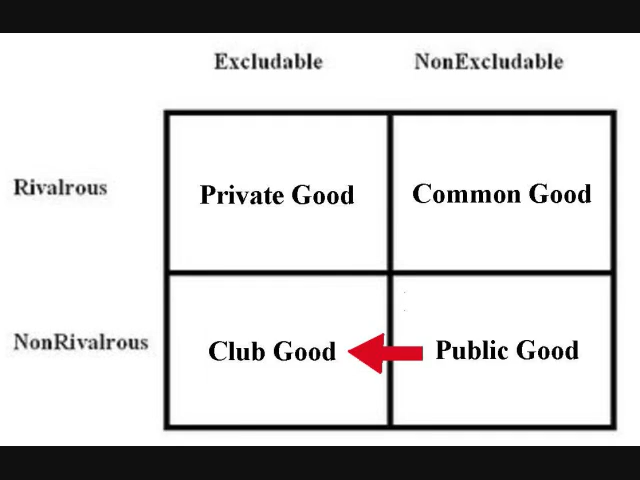 Excludable
NonExcludable
Rivalrous
Private Good
Common Good
NonRivalrous
Club Good
Public Good